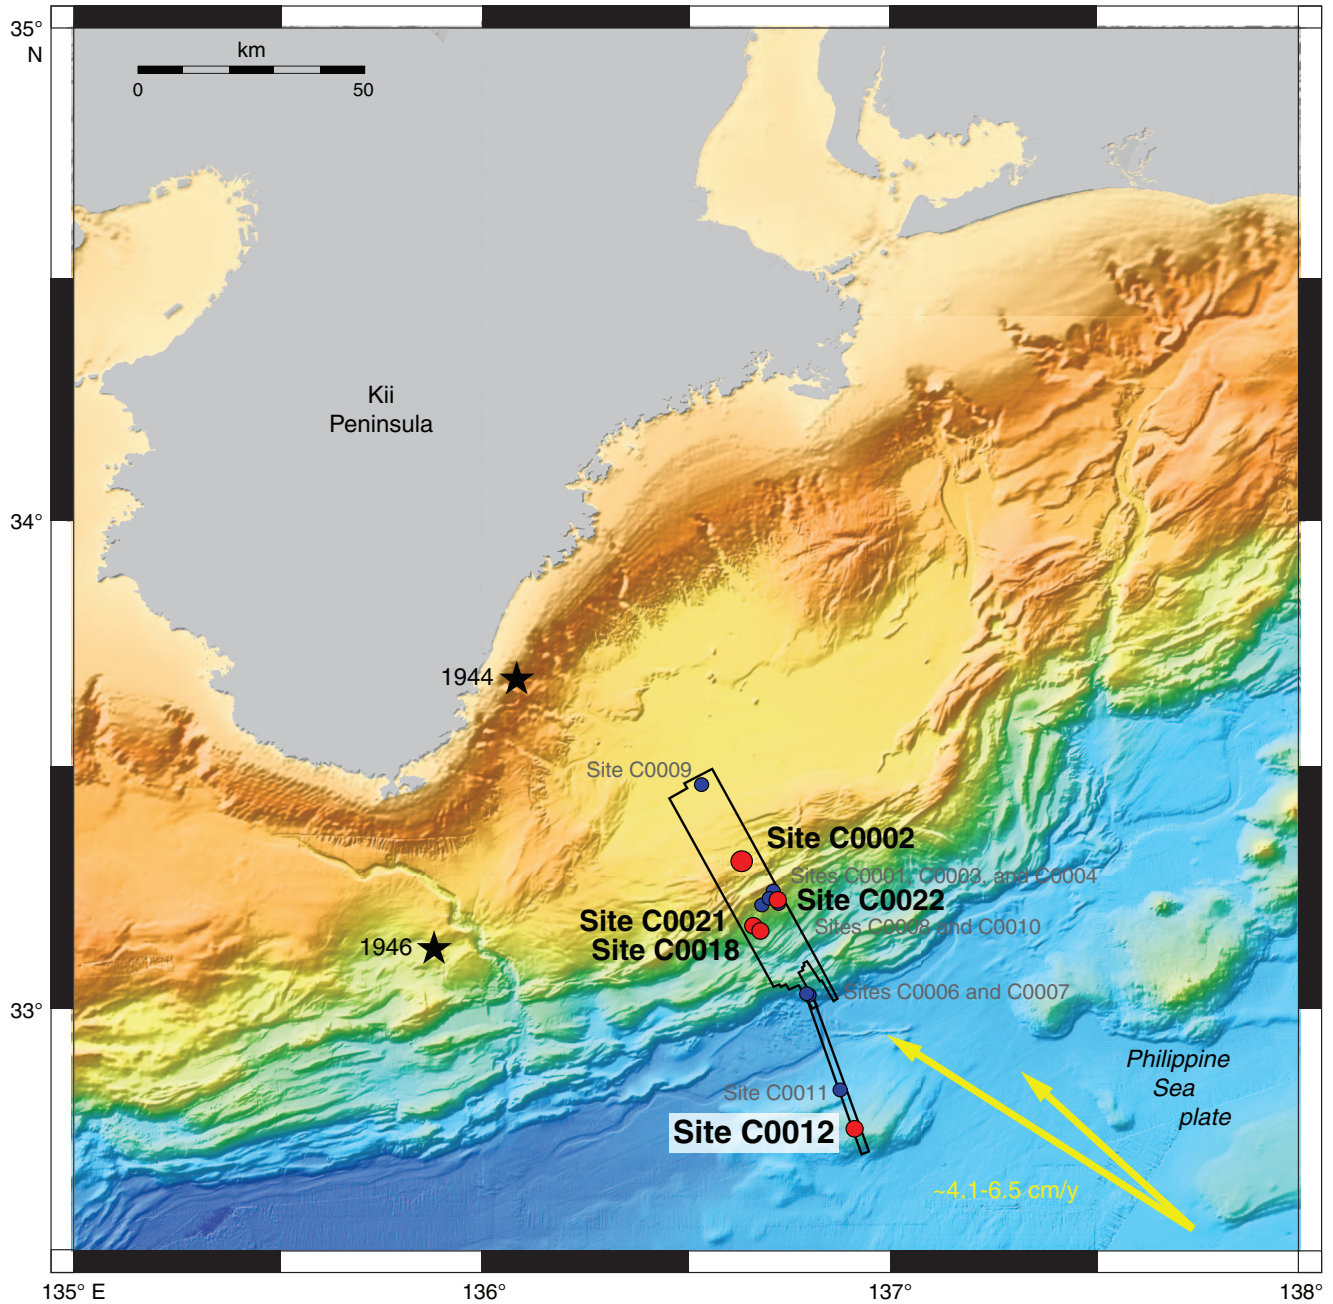 35°
N
km
0 50
Kii
Peninsula
34°
1944
Site C0009
Site C0002
Sites C0001, C0003, and C0004
Site C0022
Site C0021
Sites C0008 and C0010
Site C0018
1946
Sites C0006 and C0007
33°
Philippine
Sea
plate
Site C0011
Site C0012
~4.1-6.5 cm/y
135° E 136° 137° 138°